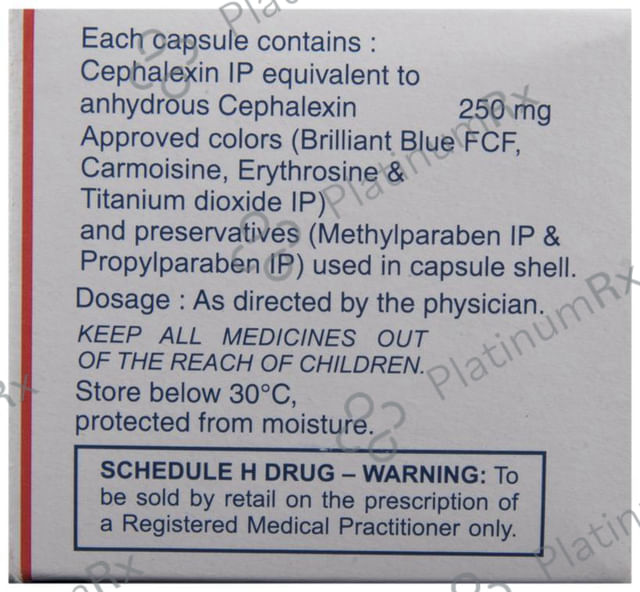 Each capsule contains :
Cephalexin IP equivalent to
anhydrous Cephalexin 250 mg
Approved colors (Brilliant Blue FCF,
Carmoisine, Erythrosine &
Titanium dioxide IP)
and preservatives (Methylparaben IP &
Propylparaben IP) used in capsule shell.
Dosage : As directed by the physician.
KEEP ALL MEDICINES OUT
OF THE REACH OF CHILDREN.
Store below 30°C,
protected from moisture.
SCHEDULE H DRUG – WARNING: To
be sold by retail on the prescription of
a Registered Medical Practitioner only.
PlatinumRx
PlatinumRx